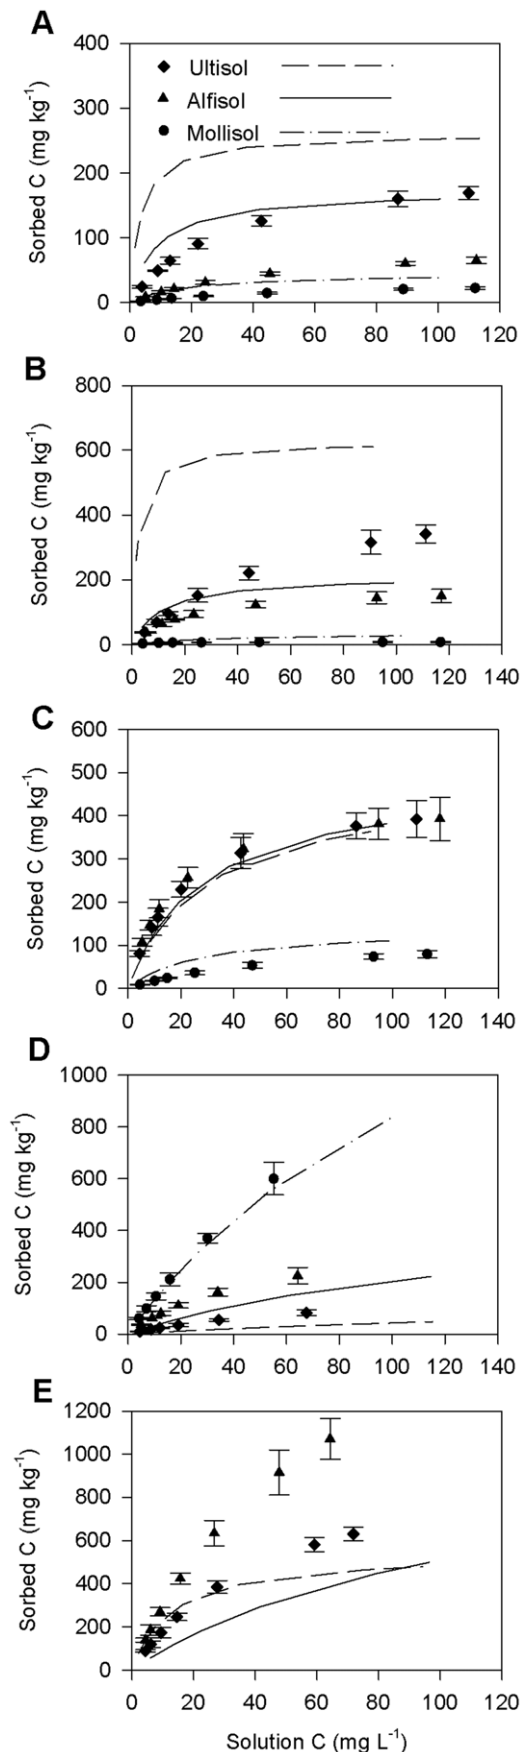 A
400
300
200
100
0
Sorbed C (mg kg⁻¹)
Ultisol
Alfisol
Mollisol
0 20 40 60 80 100 120
B
800
600
400
200
0
Sorbed C (mg kg⁻¹)
0 20 40 60 80 100 120 140
C
600
500
400
300
200
100
0
Sorbed C (mg kg⁻¹)
0 20 40 60 80 100 120 140
D
1000
800
600
400
200
0
Sorbed C (mg kg⁻¹)
0 20 40 60 80 100 120 140
E
1200
1000
800
600
400
200
0
Sorbed C (mg kg⁻¹)
0 20 40 60 80 100 120
Solution C (mg L⁻¹)